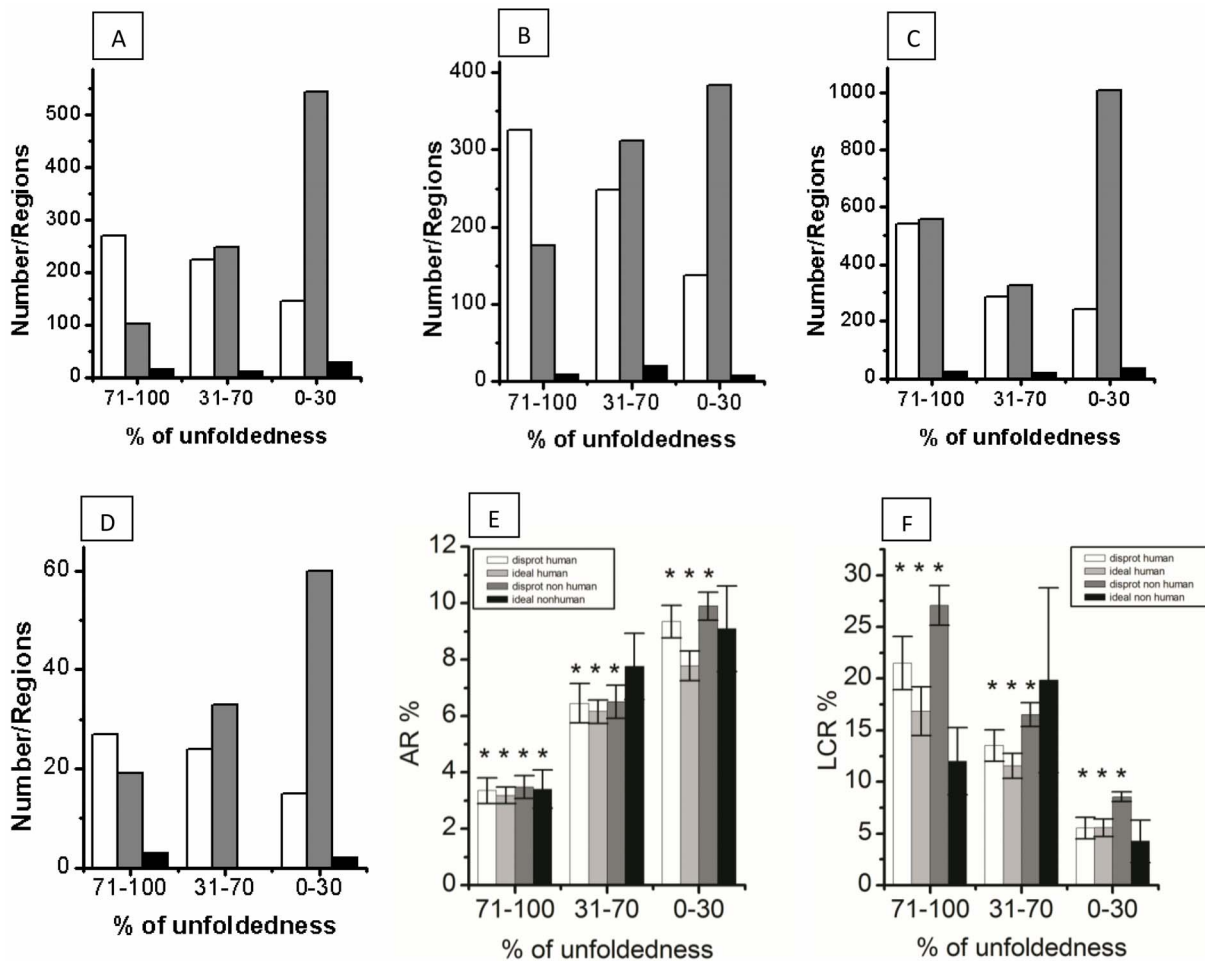 A
Number/Regions
500
400
300
200
100
0
71-100 31-70 0-30
% of unfoldedness
B
Number/Regions
400
300
200
100
0
71-100 31-70 0-30
% of unfoldedness
C
Number/Regions
1000
800
600
400
200
0
71-100 31-70 0-30
% of unfoldedness
D
Number/Regions
60
40
20
0
71-100 31-70 0-30
% of unfoldedness
E
AR %
12
10
8
6
4
2
0
disprot human
ideal human
disprot non human
ideal nonhuman
* * * *
* * *
* * *
71-100 31-70 0-30
% of unfoldedness
F
LCR %
30
25
20
15
10
5
0
disprot human
ideal human
disprot non human
ideal non human
* * *
* * *
* * *
71-100 31-70 0-30
% of unfoldedness